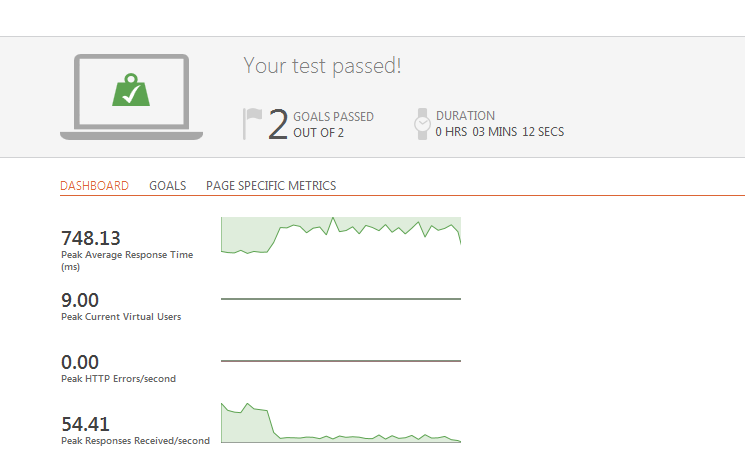 Your test passed!
2 GOALS PASSED
OUT OF 2
DURATION
0 HRS 03 MINS 12 SECS
DASHBOARD GOALS PAGE SPECIFIC METRICS
748.13
Peak Average Response Time
(ms)
9.00
Peak Current Virtual Users
0.00
Peak HTTP Errors/second
54.41
Peak Responses Received/second